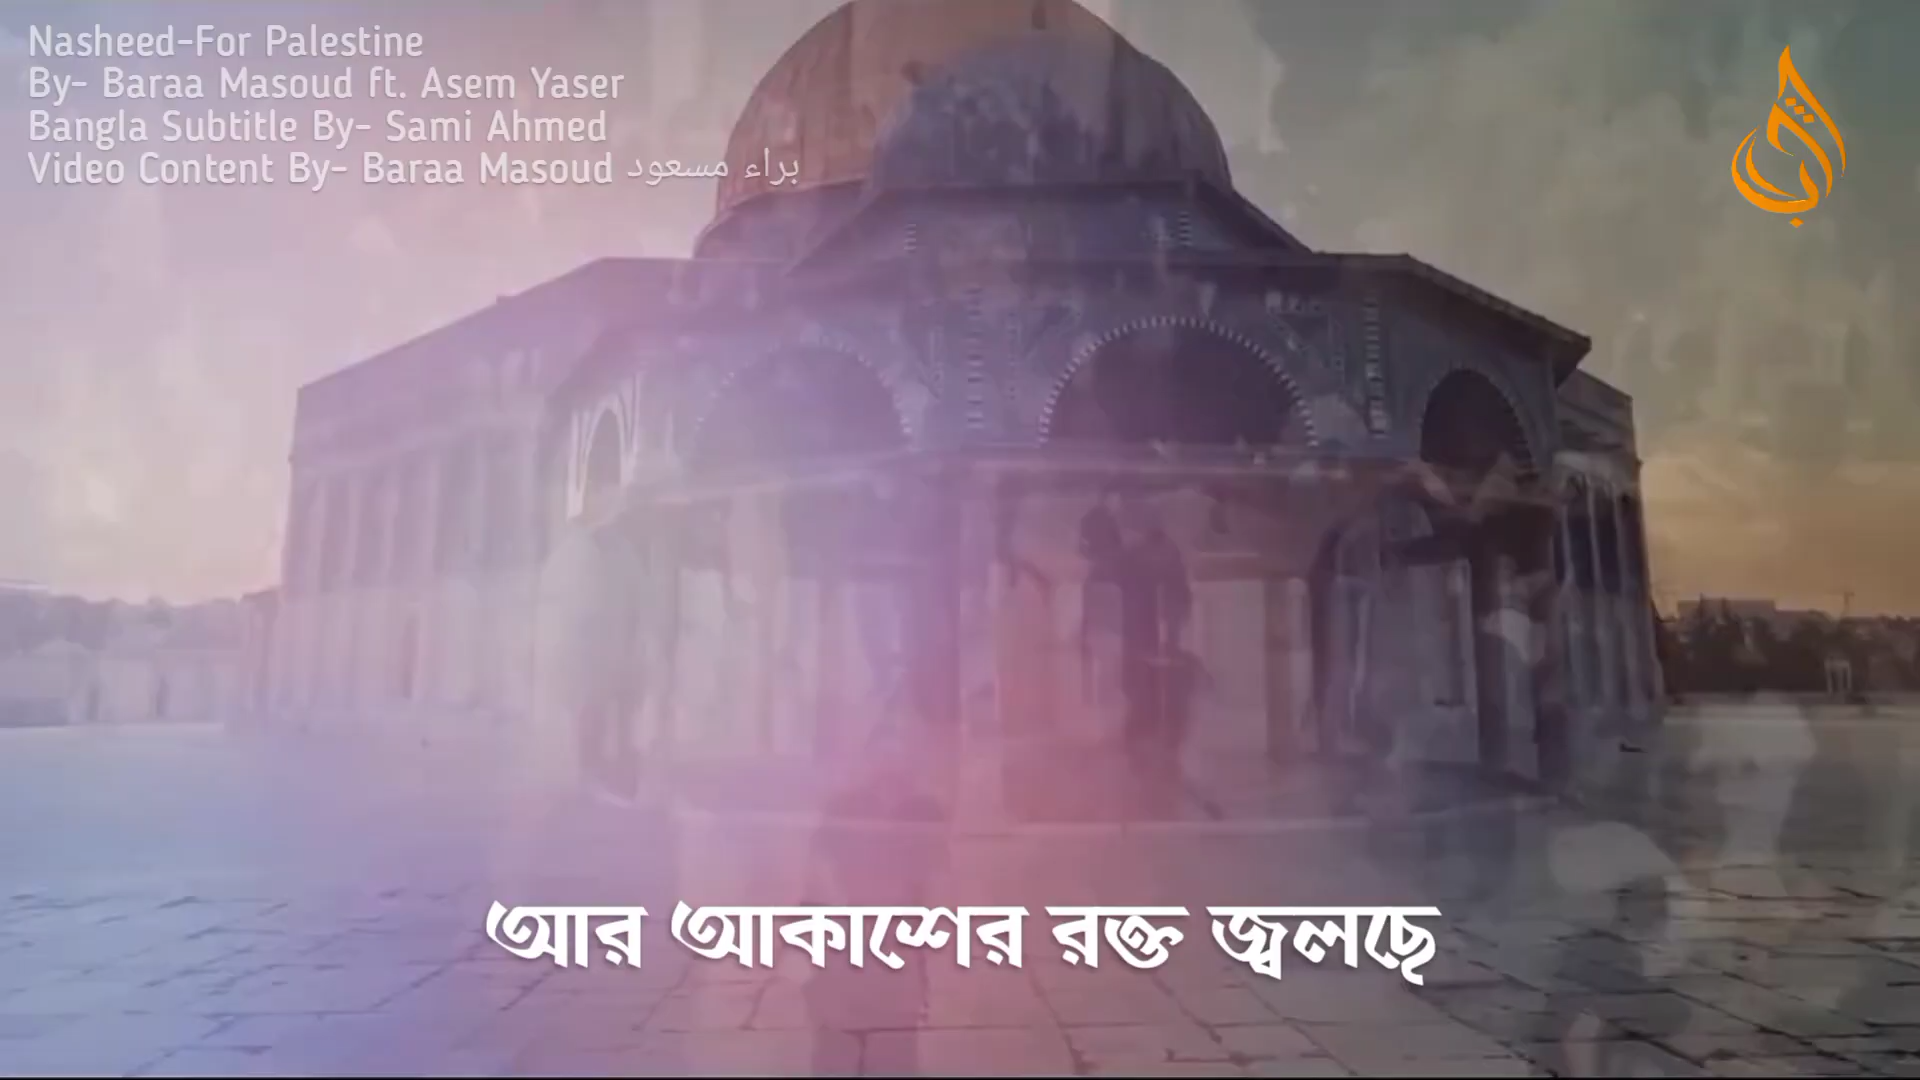 Nasheed-For Palestine
By- Baraa Masoud ft. Asem Yaser
Bangla Subtitle By- Sami Ahmed
Video Content By- Baraa Masoud براء مسعود
আর আকাশের রক্ত জ্বলছে